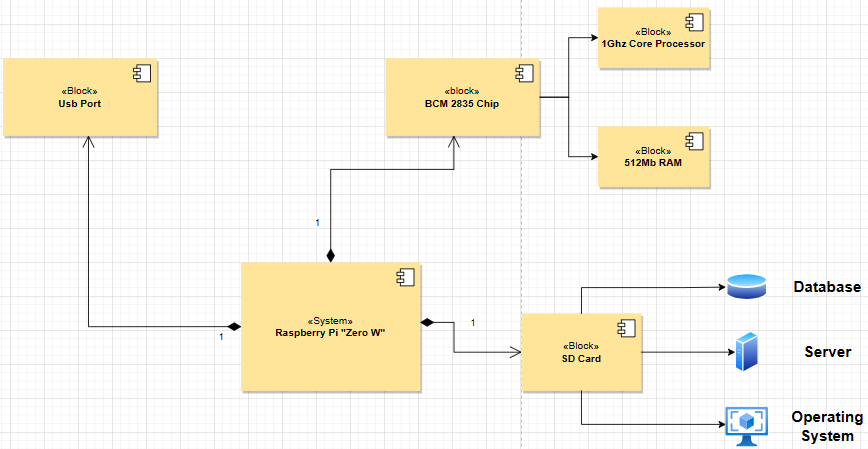 «Block»
1Ghz Core Processor
«Block»
Usb Port
«block»
BCM 2835 Chip
«Block»
512Mb RAM
1
«System»
Raspberry Pi "Zero W"
1
1
«Block»
SD Card
Database
Server
Operating
System